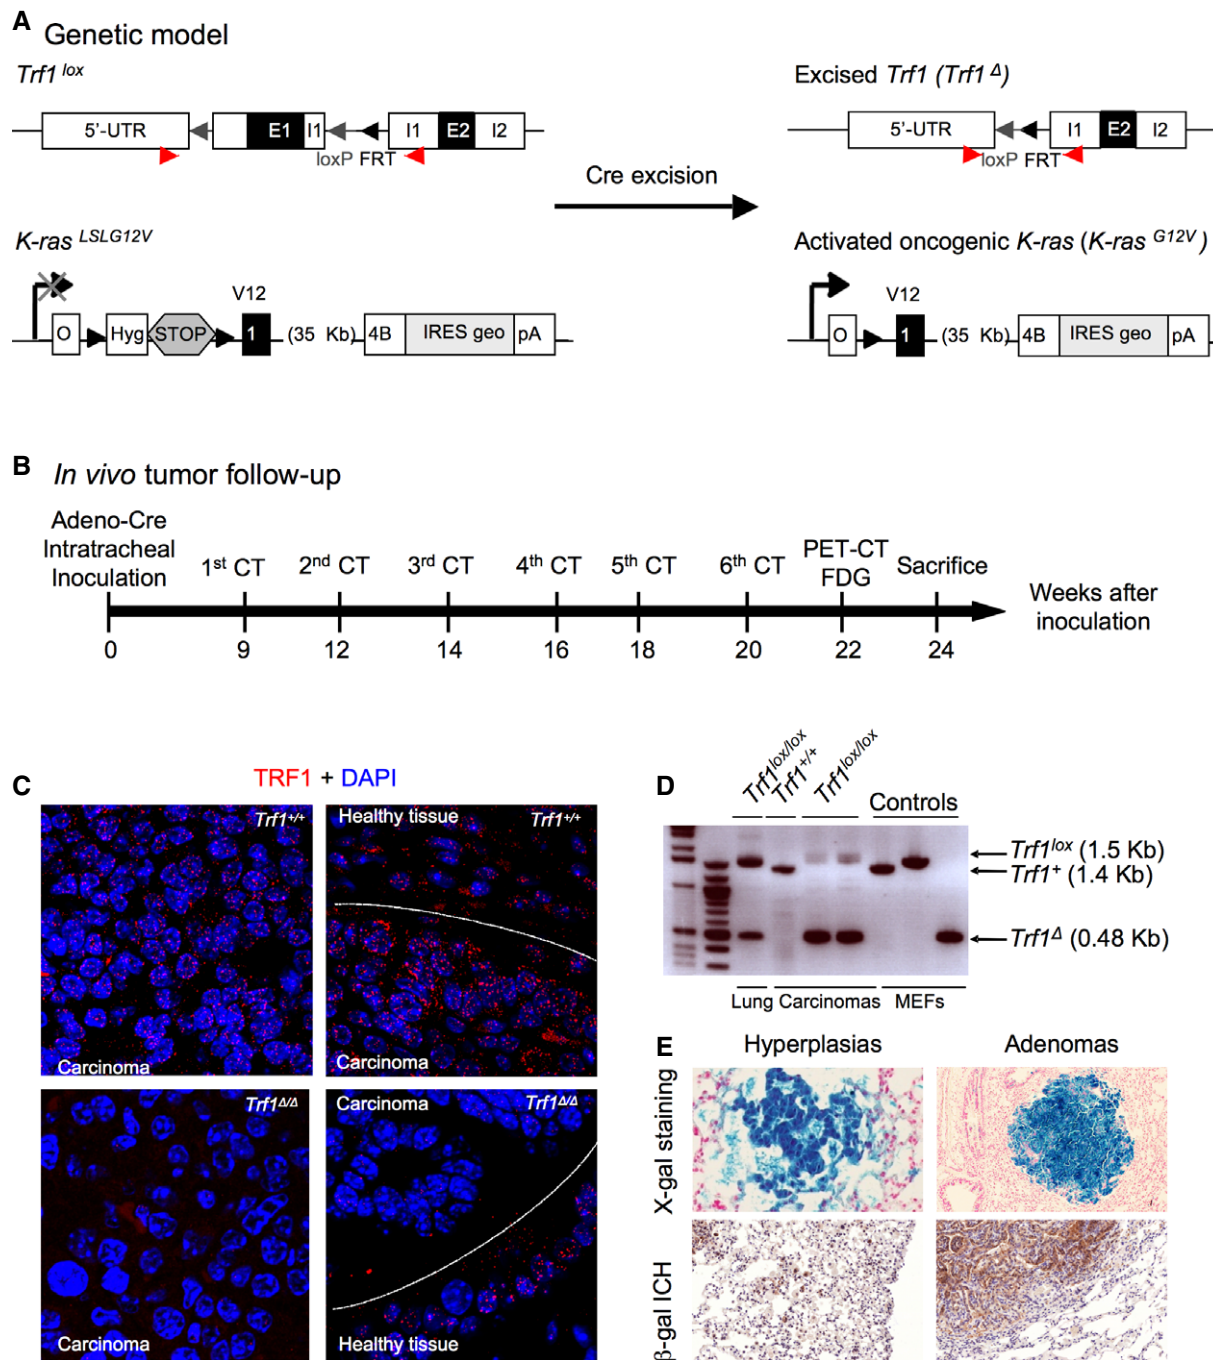 A Genetic model
Trf1 lox
Excised Trf1 (Trf1 Δ)
5'-UTR E1 I1 I1 E2 I2
loxP FRT
5'-UTR I1 E2 I2
loxP FRT
Cre excision
K-ras LSLG12V
Activated oncogenic K-ras (K-ras G12V)
V12
O Hyg STOP 1 (35 Kb) 4B IRES geo pA
V12
O 1 (35 Kb) 4B IRES geo pA
B In vivo tumor follow-up
Adeno-Cre
Intratracheal
Inoculation
1st CT 2nd CT 3rd CT 4th CT 5th CT 6th CT
PET-CT
FDG
Sacrifice
Weeks after
inoculation
0 9 12 14 16 18 20 22 24
C TRF1 + DAPI
Trf1+/+
Carcinoma
Healthy tissue Trf1+/+
Carcinoma
Trf1Δ/Δ
Carcinoma
Carcinoma Trf1Δ/Δ
Healthy tissue
D Trf1lox/lox Trf1+/+ Trf1lox/lox
Controls
Trf1lox (1.5 Kb)
Trf1+ (1.4 Kb)
Trf1Δ (0.48 Kb)
Lung Carcinomas MEFs
E Hyperplasias Adenomas
X-gal staining
β-gal ICH